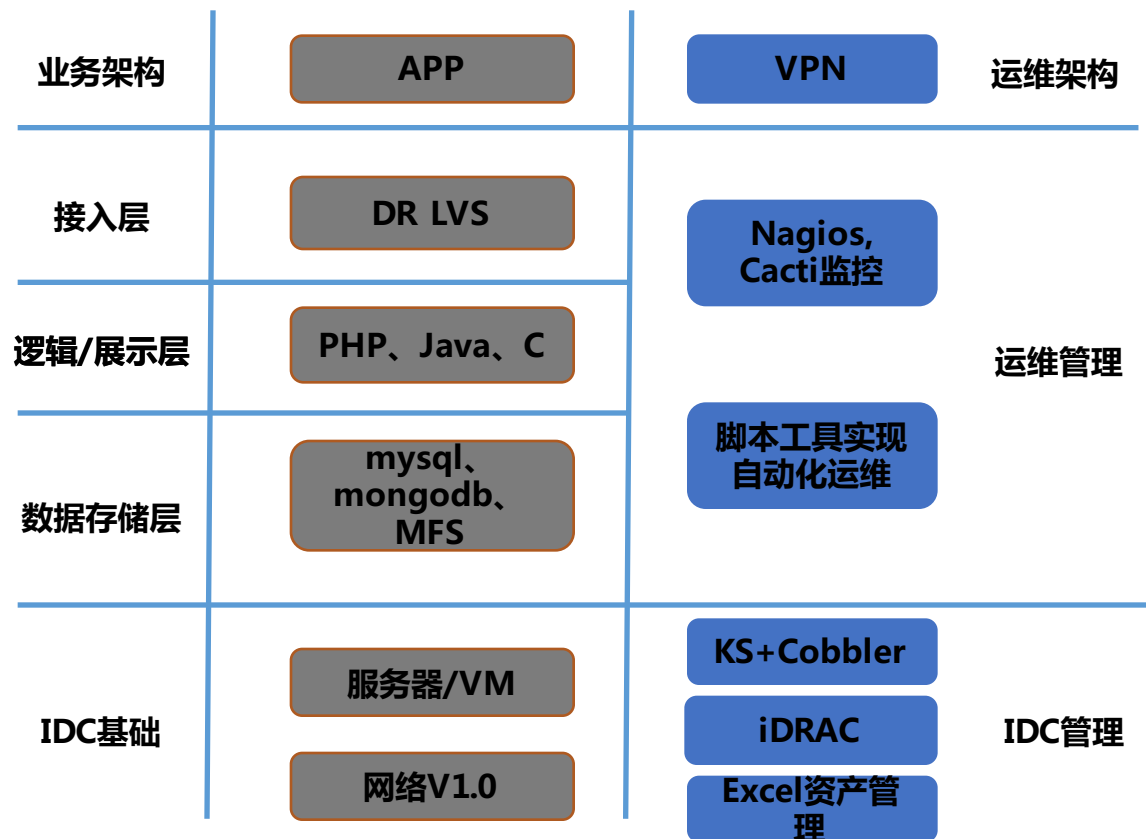 业务架构
APP
VPN
运维架构
接入层
DR LVS
Nagios,
Cacti监控
逻辑/展示层
PHP、Java、C
运维管理
脚本工具实现
自动化运维
数据存储层
mysql、
mongodb、
MFS
KS+Cobbler
服务器/VM
IDC基础
iDRAC
IDC管理
网络V1.0
Excel资产管
理